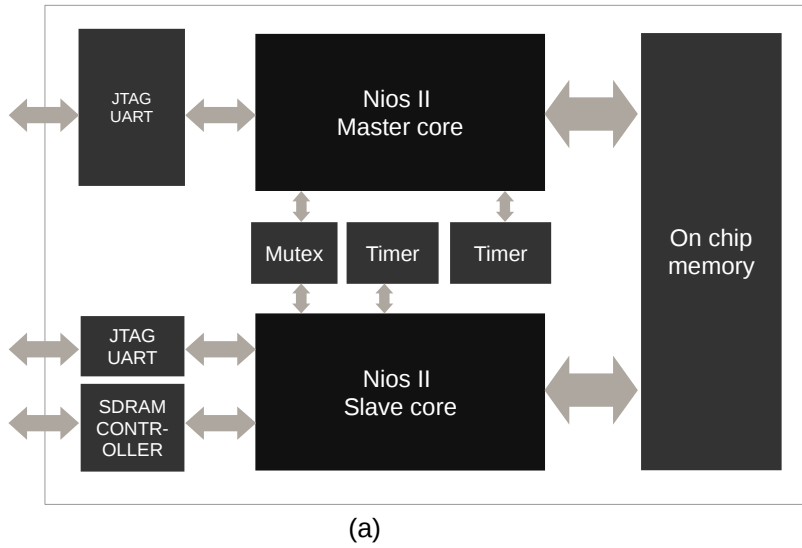 JTAG
UART
Nios II
Master core
On chip
memory
Mutex
Timer
Timer
JTAG
UART
Nios II
Slave core
SDRAM
CONTR-
OLLER
(a)